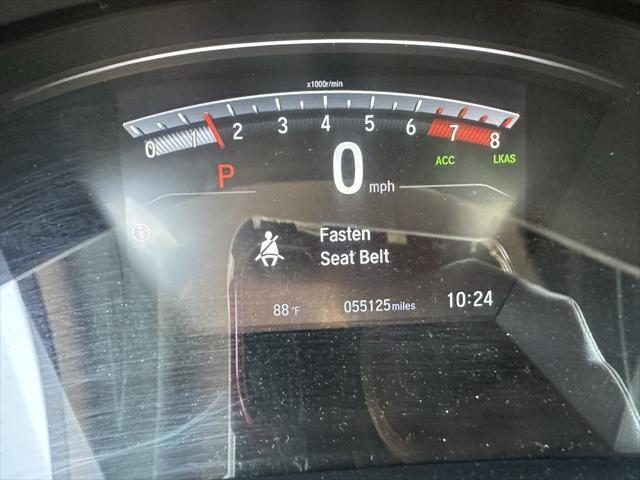 x1000r/min
0 1 2 3 4 5 6 7 8
ACC LKAS
P 0 mph
Fasten
Seat Belt
88°F 055125 miles 10:24